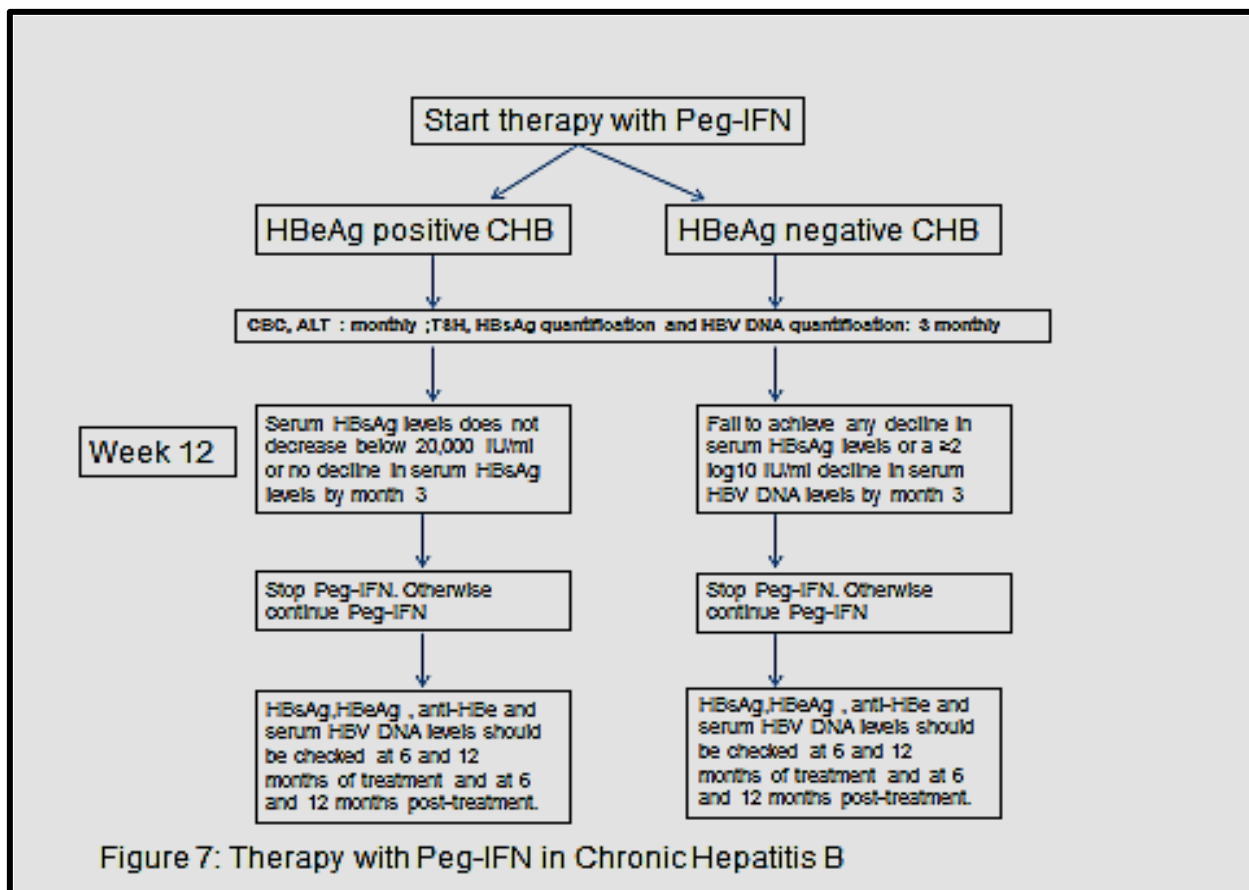 Start therapy with Peg-IFN
HBeAg positive CHB
HBeAg negative CHB
CBC, ALT : monthly ;TSH, HBsAg quantification and HBV DNA quantification: 3 monthly
Week 12
Serum HBsAg levels does not
decrease below 20,000 IU/ml
or no decline in serum HBsAg
levels by month 3
Fail to achieve any decline in
serum HBsAg levels or a ≥2
log10 IU/ml decline in serum
HBV DNA levels by month 3
Stop Peg-IFN. Otherwise
continue Peg-IFN
Stop Peg-IFN. Otherwise
continue Peg-IFN
HBsAg,HBeAg , anti-HBe and
serum HBV DNA levels should
be checked at 6 and 12
months of treatment and at 6
and 12 months post-treatment.
HBsAg,HBeAg , anti-HBe and
serum HBV DNA levels should
be checked at 6 and 12
months of treatment and at 6
and 12 months post-treatment.
Figure 7: Therapy with Peg-IFN in Chronic Hepatitis B